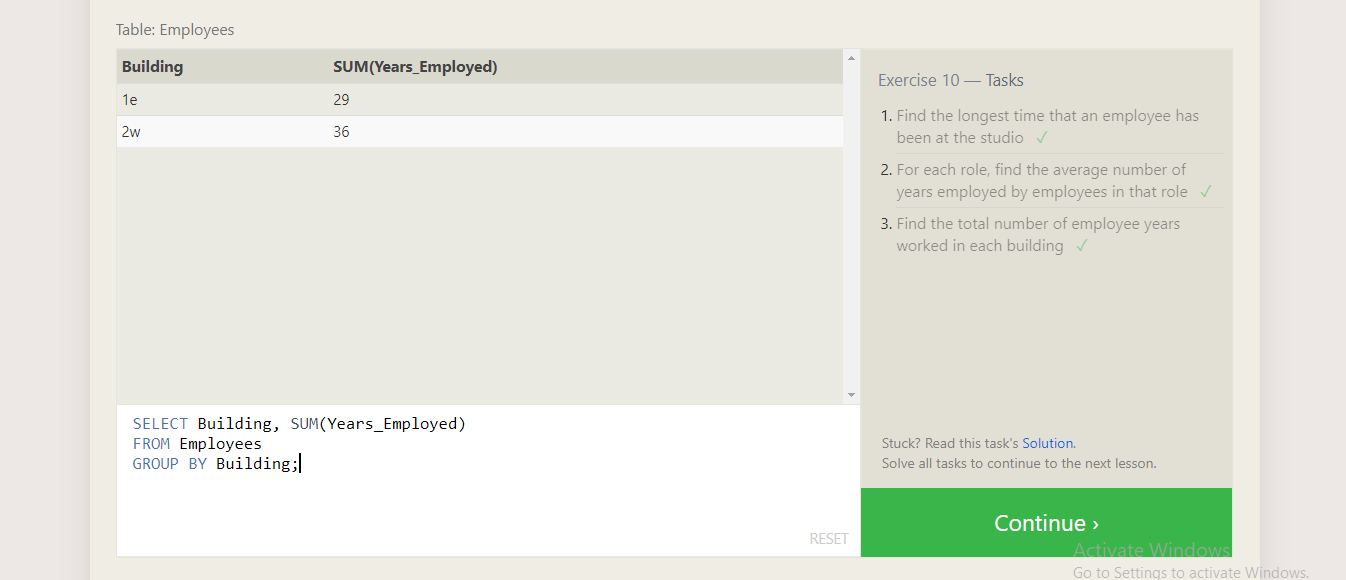 Table: Employees
Building SUM(Years_Employed)
1e 29
2w 36
SELECT Building, SUM(Years_Employed)
FROM Employees
GROUP BY Building;
RESET
Exercise 10 — Tasks
1. Find the longest time that an employee has
been at the studio ✓
2. For each role, find the average number of
years employed by employees in that role ✓
3. Find the total number of employee years
worked in each building ✓
Stuck? Read this task's Solution.
Solve all tasks to continue to the next lesson.
Continue ›
Activate Windows
Go to Settings to activate Windows.